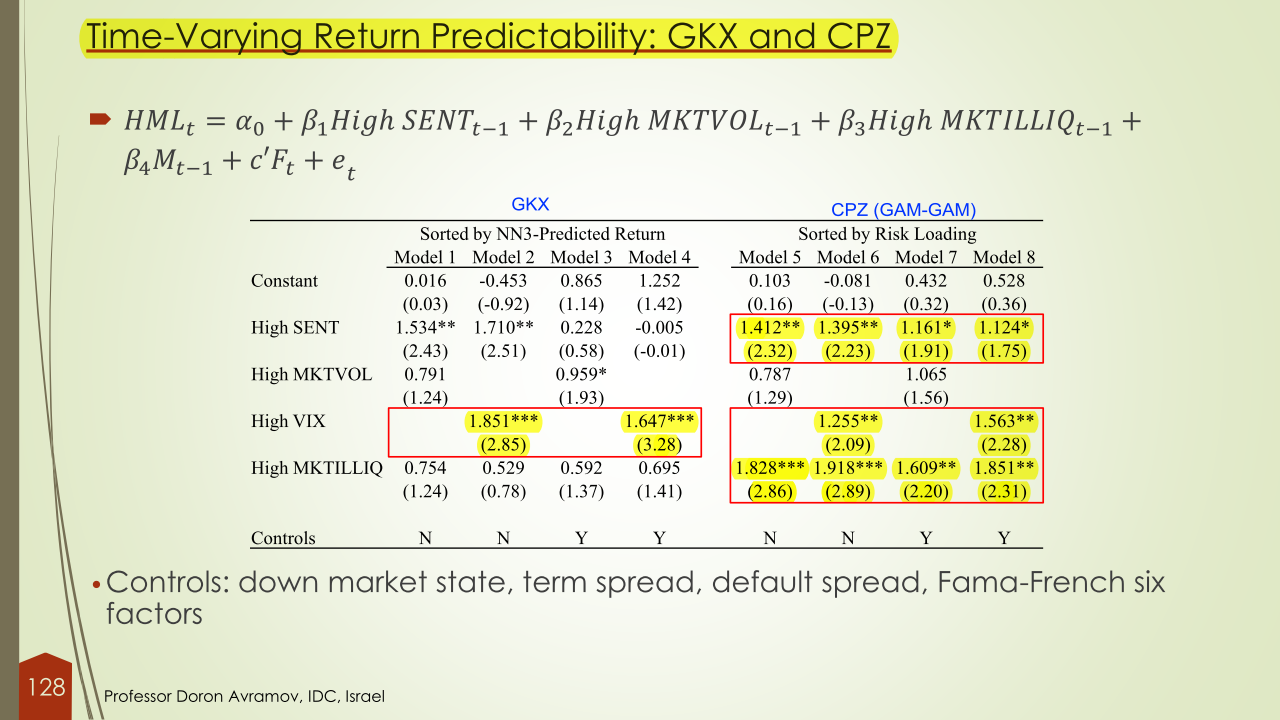 Time-Varying Return Predictability: GKX and CPZ
HML_t = α_0 + β_1High SENT_{t−1} + β_2High MKTVOL_{t−1} + β_3High MKTILLIQ_{t−1} +
β_4M_{t−1} + c′F_t + e_t
GKX CPZ (GAM-GAM)
Sorted by NN3-Predicted Return Sorted by Risk Loading
Model 1 Model 2 Model 3 Model 4 Model 5 Model 6 Model 7 Model 8
Constant 0.016 -0.453 0.865 1.252 0.103 -0.081 0.432 0.528
(0.03) (-0.92) (1.14) (1.42) (0.16) (-0.13) (0.32) (0.36)
High SENT 1.534** 1.710** 0.228 -0.005 1.412** 1.395** 1.161* 1.124*
(2.43) (2.51) (0.58) (-0.01) (2.32) (2.23) (1.91) (1.75)
High MKTVOL 0.791 0.959* 0.787 1.065
(1.24) (1.93) (1.29) (1.56)
High VIX 1.851*** 1.647*** 1.255** 1.563**
(2.85) (3.28) (2.09) (2.28)
High MKTILLIQ 0.754 0.529 0.592 0.695 1.828*** 1.918*** 1.609** 1.851**
(1.24) (0.78) (1.37) (1.41) (2.86) (2.89) (2.20) (2.31)
Controls N N Y Y N N Y Y
•Controls: down market state, term spread, default spread, Fama-French six
factors
128
Professor Doron Avramov, IDC, Israel